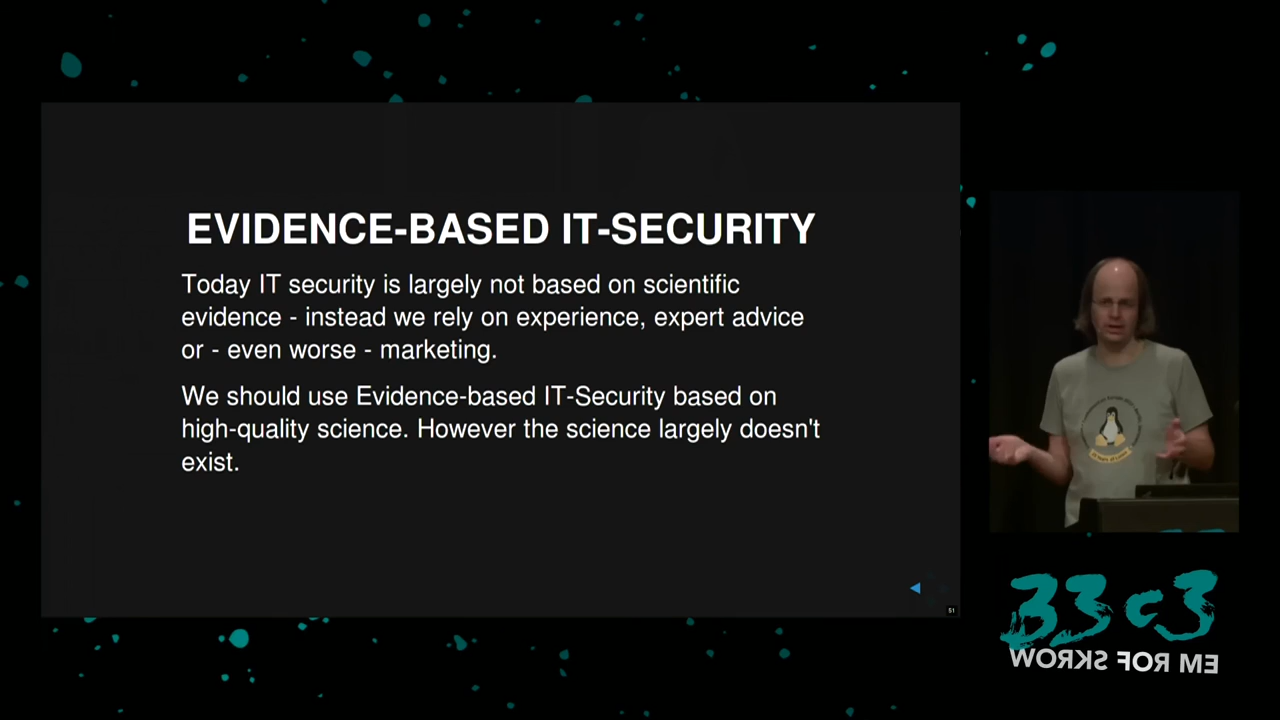 EVIDENCE-BASED IT-SECURITY
Today IT security is largely not based on scientific
evidence - instead we rely on experience, expert advice
or - even worse - marketing.
We should use Evidence-based IT-Security based on
high-quality science. However the science largely doesn't
exist.
51
33c3
WORKS FOR ME